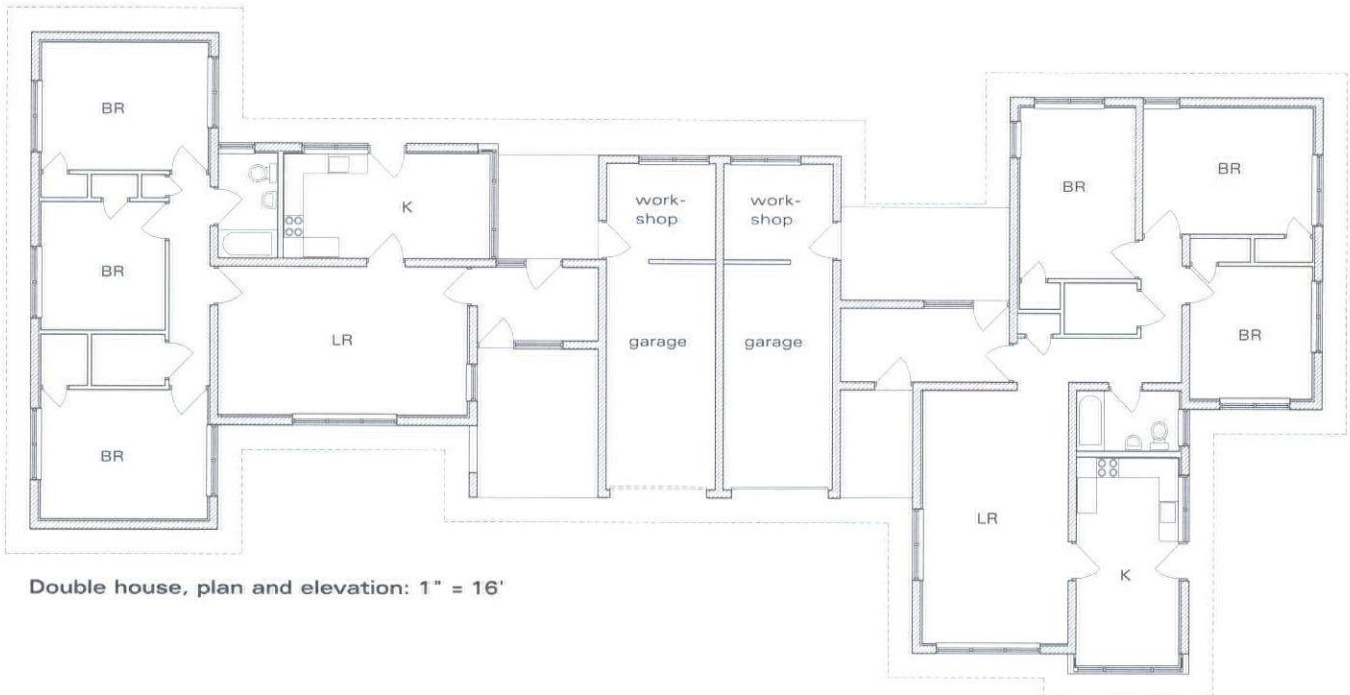 BR
BR
BR
K
LR
work-
shop
garage
work-
shop
garage
BR
BR
BR
LR
K
Double house, plan and elevation: 1" = 16'